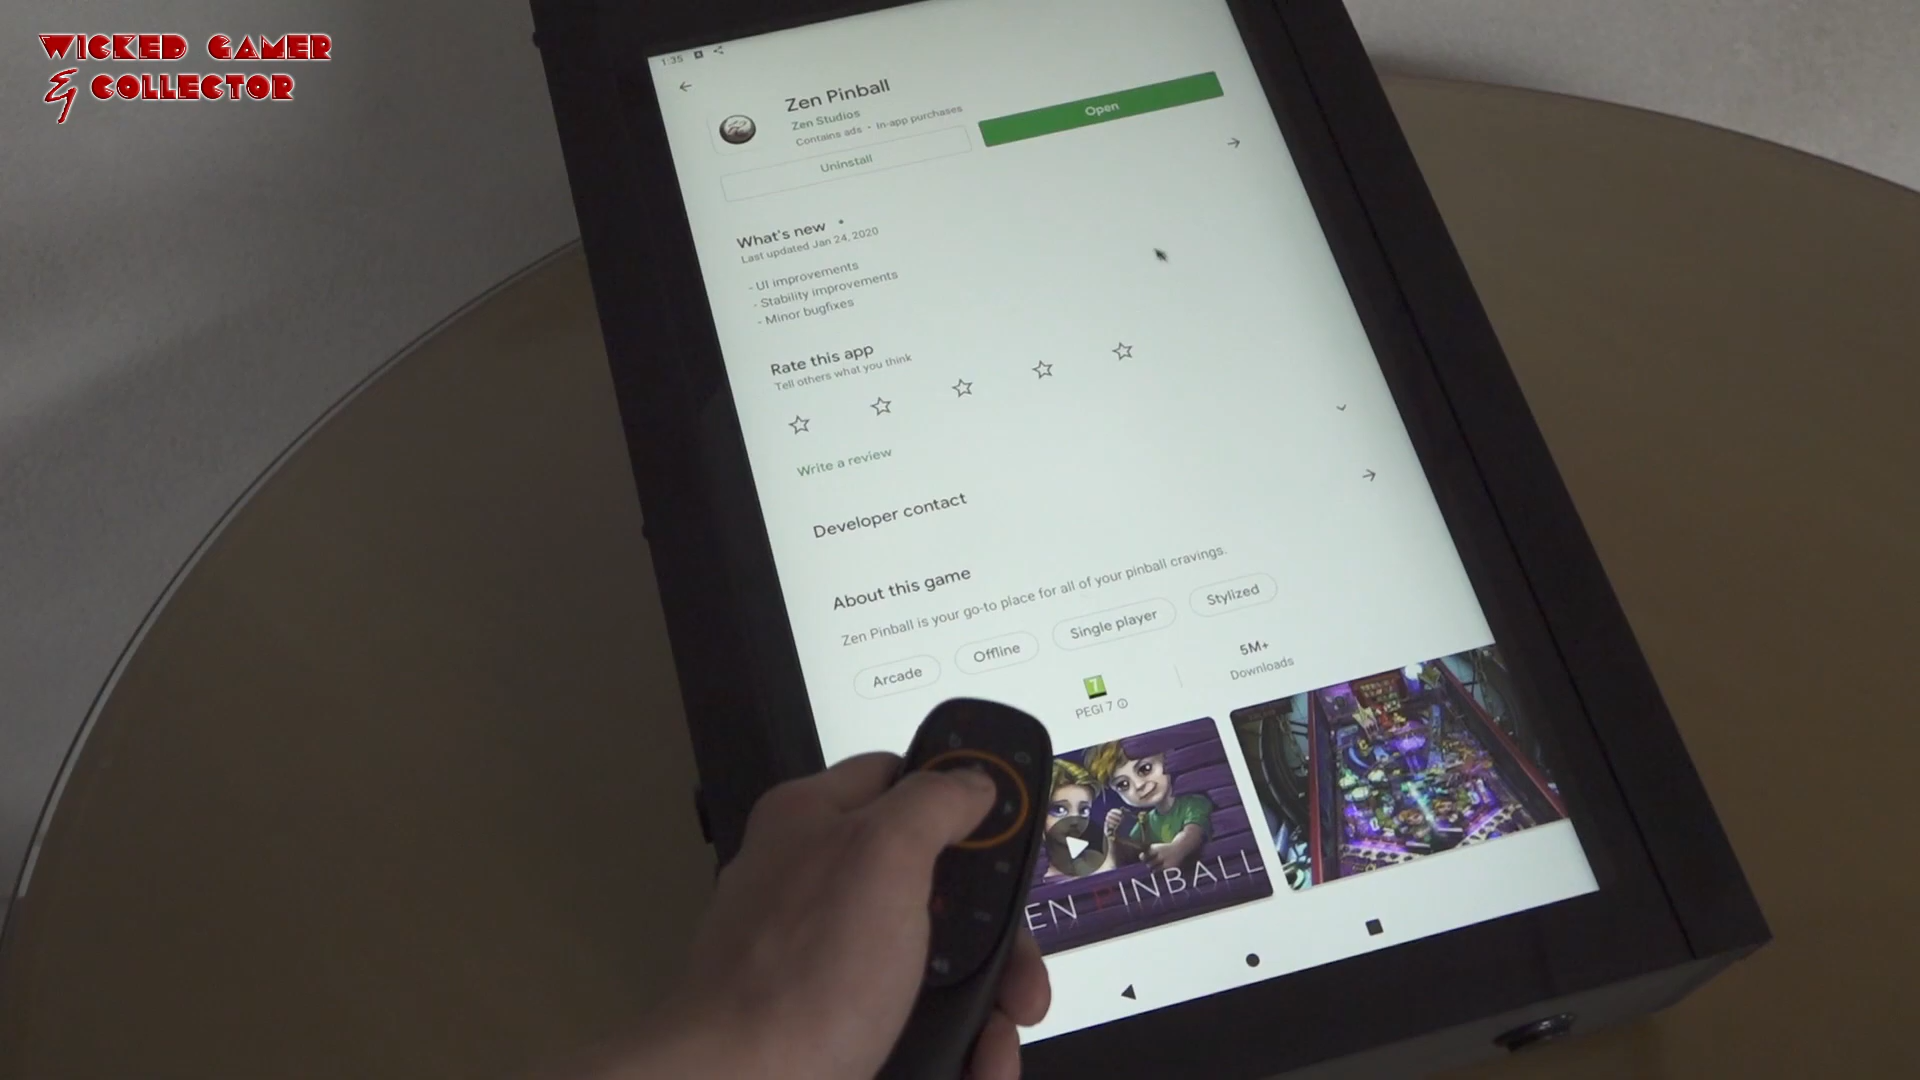 WICKED GAMER
& COLLECTOR
1:35
Zen Pinball
Zen Studios
Contains ads • In-app purchases
Uninstall
Open
What's new
Last updated Jan 24, 2020
- UI improvements
- Stability improvements
- Minor bugfixes
Rate this app
Tell others what you think
Write a review
Developer contact
About this game
Zen Pinball is your go-to place for all of your pinball cravings.
Arcade
Offline
Single player
Stylized
7
PEGI 7
5M+
Downloads
EN PINBALL